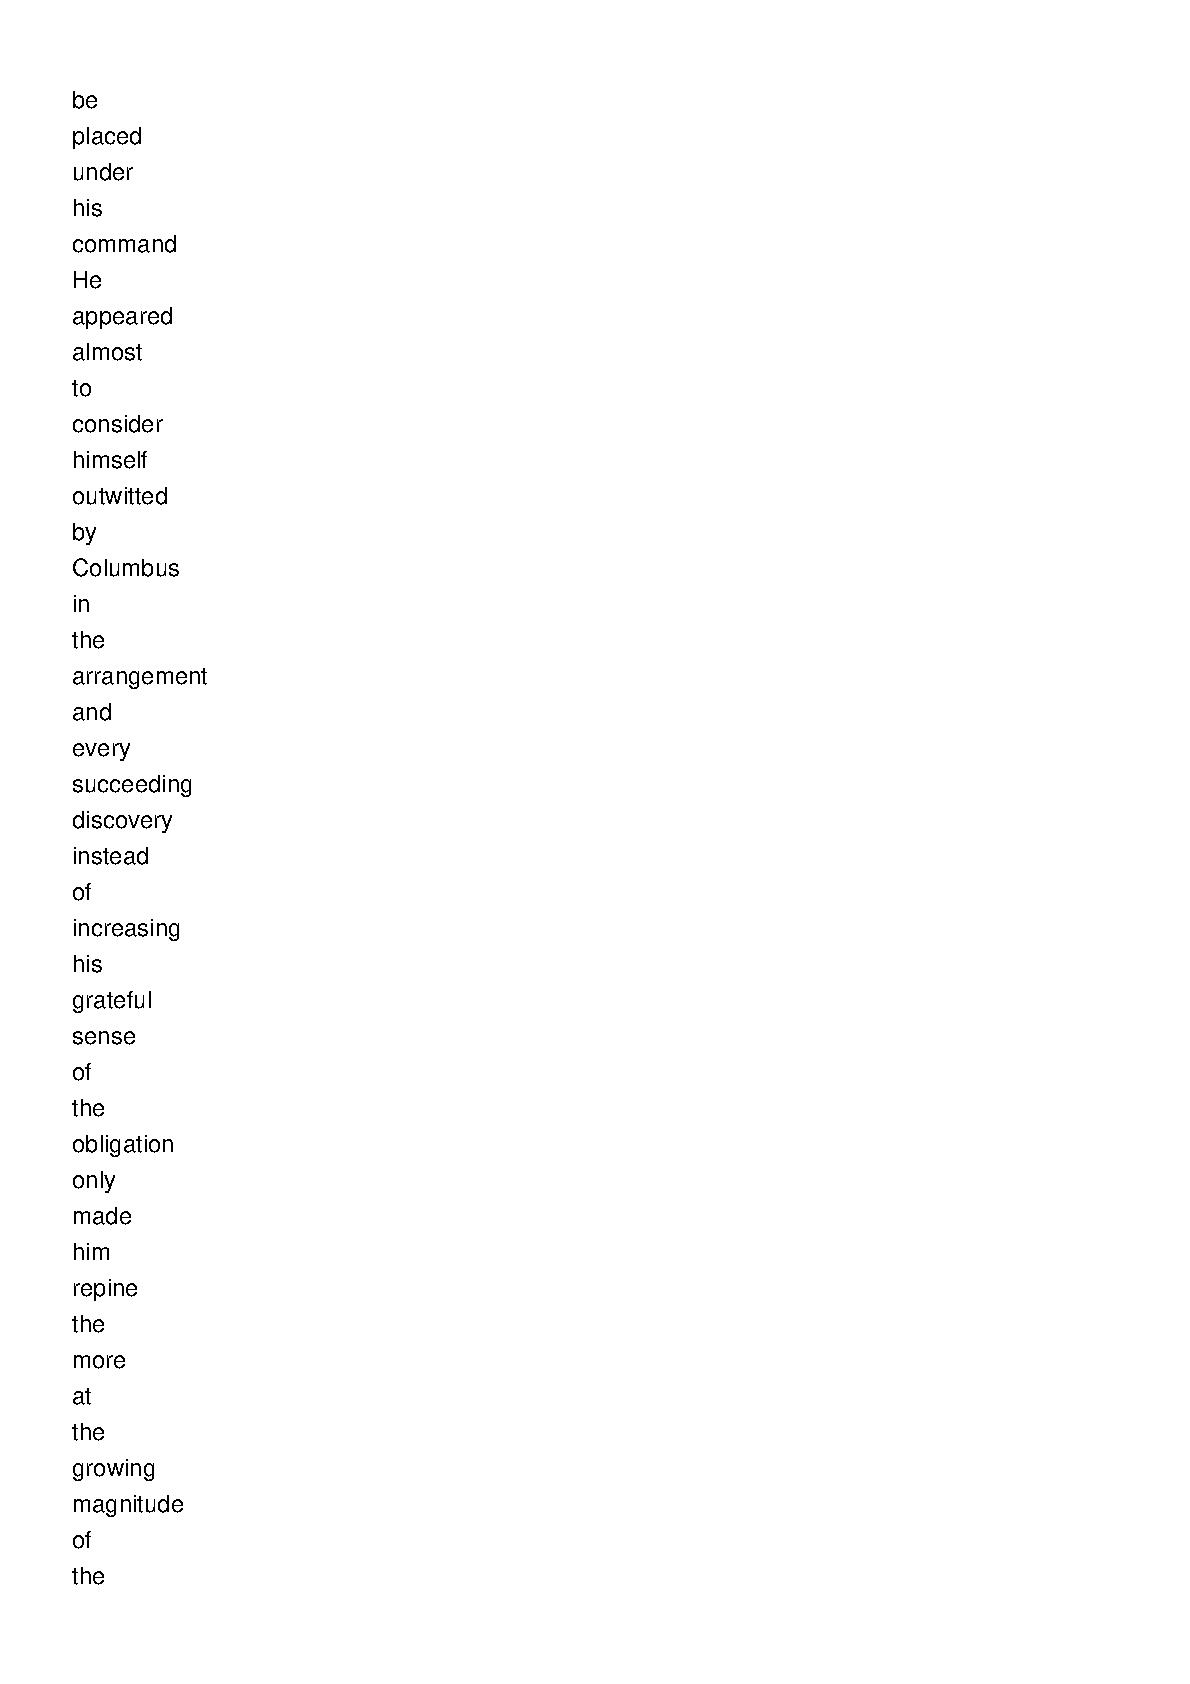 be
placed
under
his
command
He
appeared
almost
to
consider
himself
outwitted
by
Columbus
in
the
arrangement
and
every
succeeding
discovery
instead
of
increasing
his
grateful
sense
of
the
obligation
only
made
him
repine
the
more
at
the
growing
magnitude
of
the